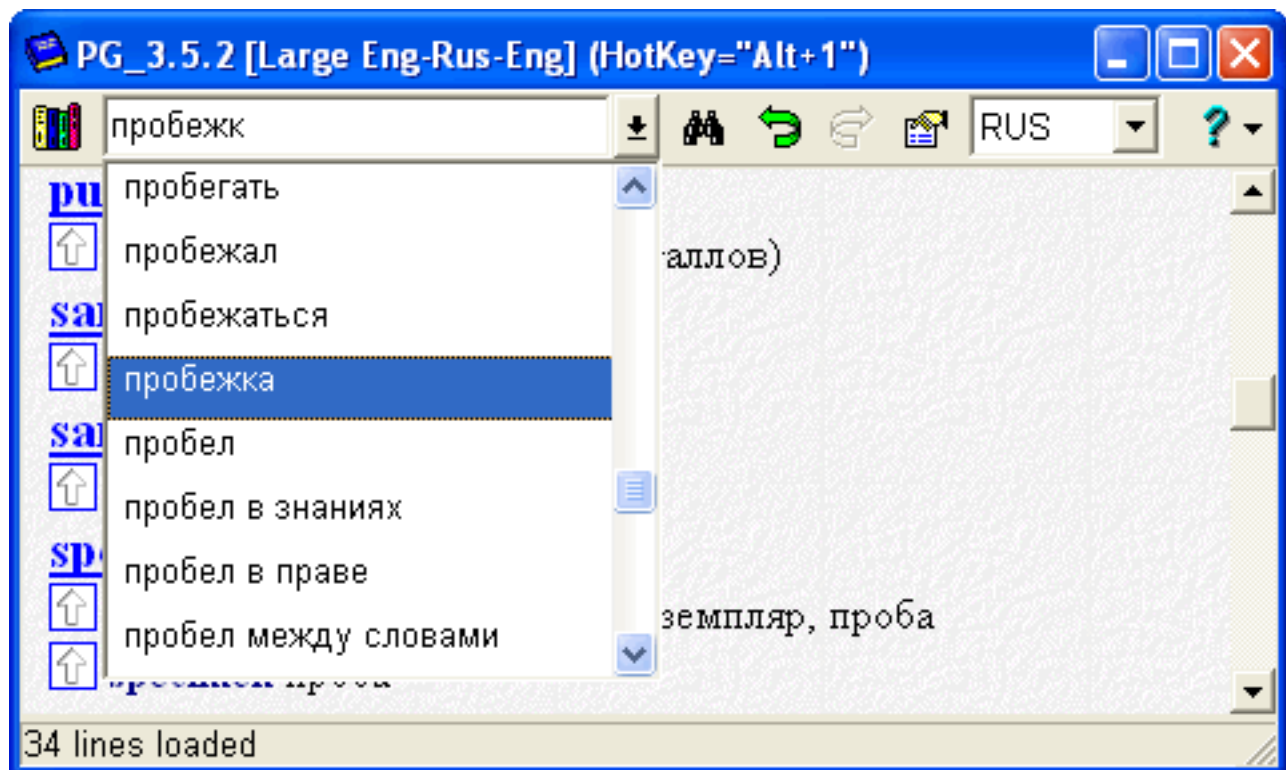 PG_3.5.2 [Large Eng-Rus-Eng] (HotKey="Alt+1")
пробежк RUS ?
пробегать
пробежал
аллов)
пробежаться
пробежка
пробел
пробел в знаниях
пробел в праве
земпляр, проба
пробел между словами
34 lines loaded